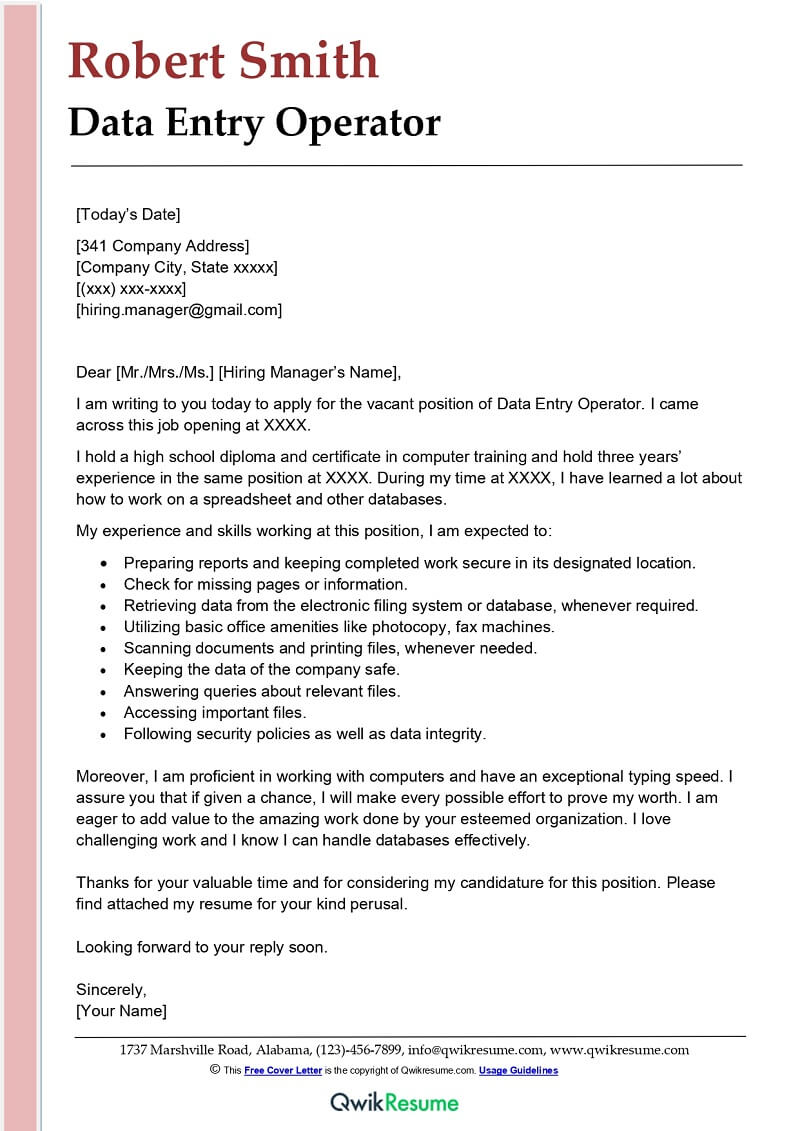 Robert Smith
Data Entry Operator
[Today’s Date]
[341 Company Address]
[Company City, State xxxxx]
[(xxx) xxx-xxxx]
[hiring.manager@gmail.com]
Dear [Mr./Mrs./Ms.] [Hiring Manager’s Name],
I am writing to you today to apply for the vacant position of Data Entry Operator. I came
across this job opening at XXXX.
I hold a high school diploma and certificate in computer training and hold three years’
experience in the same position at XXXX. During my time at XXXX, I have learned a lot about
how to work on a spreadsheet and other databases.
My experience and skills working at this position, I am expected to:
• Preparing reports and keeping completed work secure in its designated location.
• Check for missing pages or information.
• Retrieving data from the electronic filing system or database, whenever required.
• Utilizing basic office amenities like photocopy, fax machines.
• Scanning documents and printing files, whenever needed.
• Keeping the data of the company safe.
• Answering queries about relevant files.
• Accessing important files.
• Following security policies as well as data integrity.
Moreover, I am proficient in working with computers and have an exceptional typing speed. I
assure you that if given a chance, I will make every possible effort to prove my worth. I am
eager to add value to the amazing work done by your esteemed organization. I love
challenging work and I know I can handle databases effectively.
Thanks for your valuable time and for considering my candidature for this position. Please
find attached my resume for your kind perusal.
Looking forward to your reply soon.
Sincerely,
[Your Name]
1737 Marshville Road, Alabama, (123)-456-7899, info@qwikresume.com, www.qwikresume.com
© This Free Cover Letter is the copyright of Qwikresume.com. Usage Guidelines
QwikResume